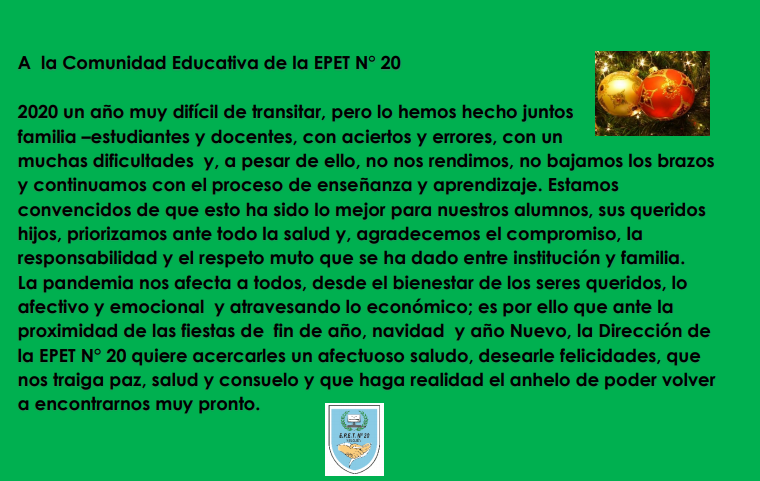 A  la Comunidad Educativa de la EPET N° 20
2020 un año muy difícil de transitar, pero lo hemos hecho juntos
familia –estudiantes y docentes, con aciertos y errores, con un
muchas dificultades  y, a pesar de ello, no nos rendimos, no bajamos los brazos
y continuamos con el proceso de enseñanza y aprendizaje. Estamos
convencidos de que esto ha sido lo mejor para nuestros alumnos, sus queridos
hijos, priorizamos ante todo la salud y, agradecemos el compromiso, la
responsabilidad y el respeto muto que se ha dado entre institución y familia.
La pandemia nos afecta a todos, desde el bienestar de los seres queridos, lo
afectivo y emocional  y atravesando lo económico; es por ello que ante la
proximidad de las fiestas de  fin de año, navidad  y año Nuevo, la Dirección de
la EPET N° 20 quiere acercarles un afectuoso saludo, desearle felicidades, que
nos traiga paz, salud y consuelo y que haga realidad el anhelo de poder volver
a encontrarnos muy pronto.
E.P.E.T. Nº 20